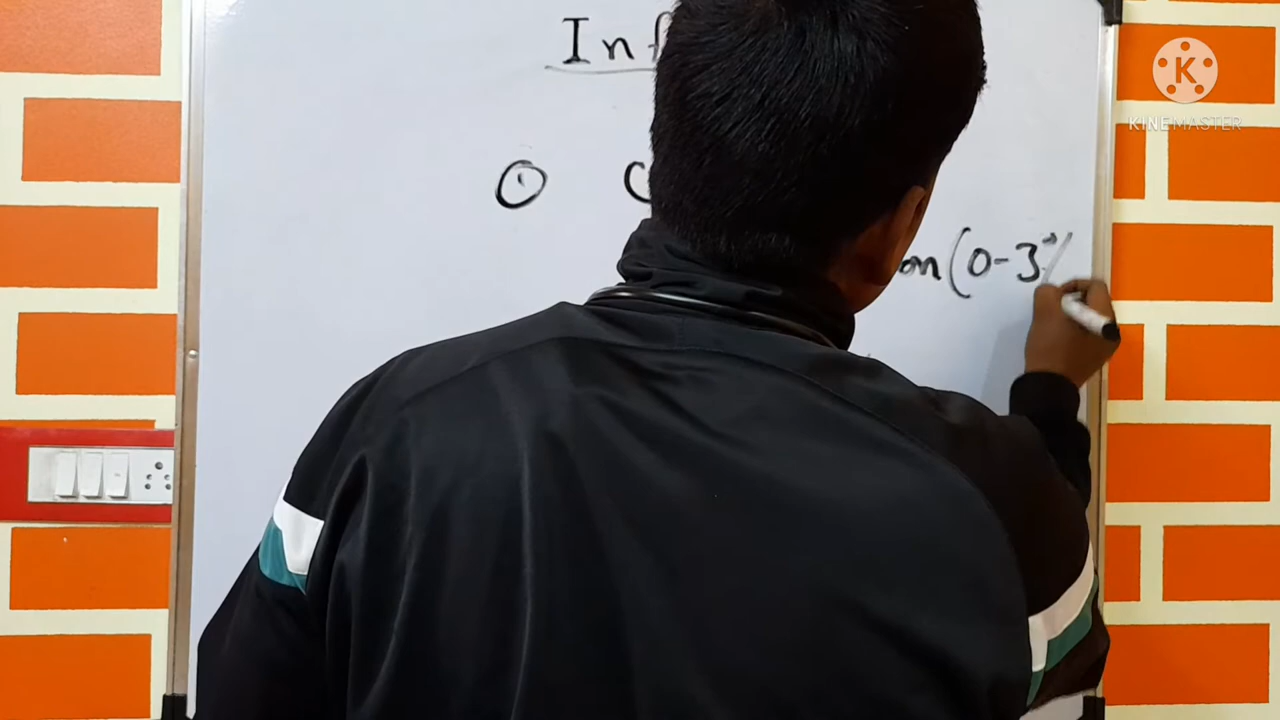 Inf
① C
on (0-3%
K
KINEMASTER